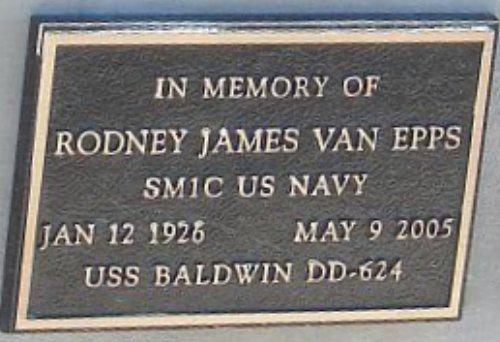 IN MEMORY OF
RODNEY JAMES VAN EPPS
SM1C US NAVY
JAN 12 1926 MAY 9 2005
USS BALDWIN DD-624